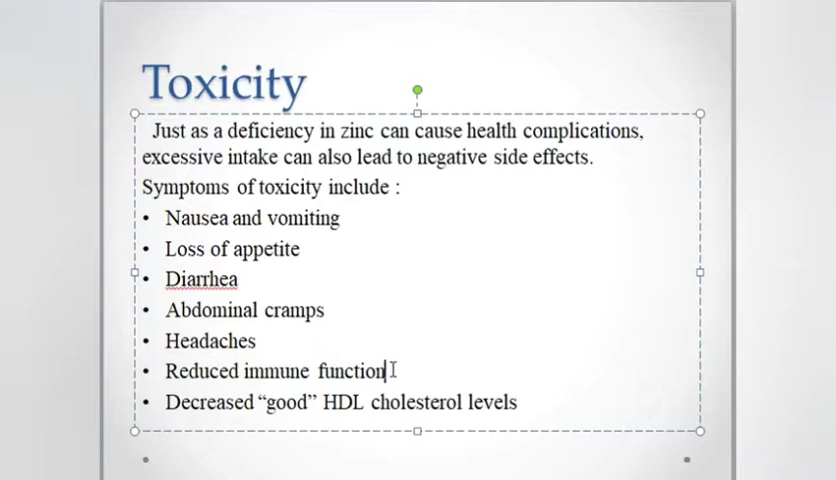 Toxicity
Just as a deficiency in zinc can cause health complications,
excessive intake can also lead to negative side effects.
Symptoms of toxicity include :
• Nausea and vomiting
• Loss of appetite
• Diarrhea
• Abdominal cramps
• Headaches
• Reduced immune function
• Decreased “good” HDL cholesterol levels